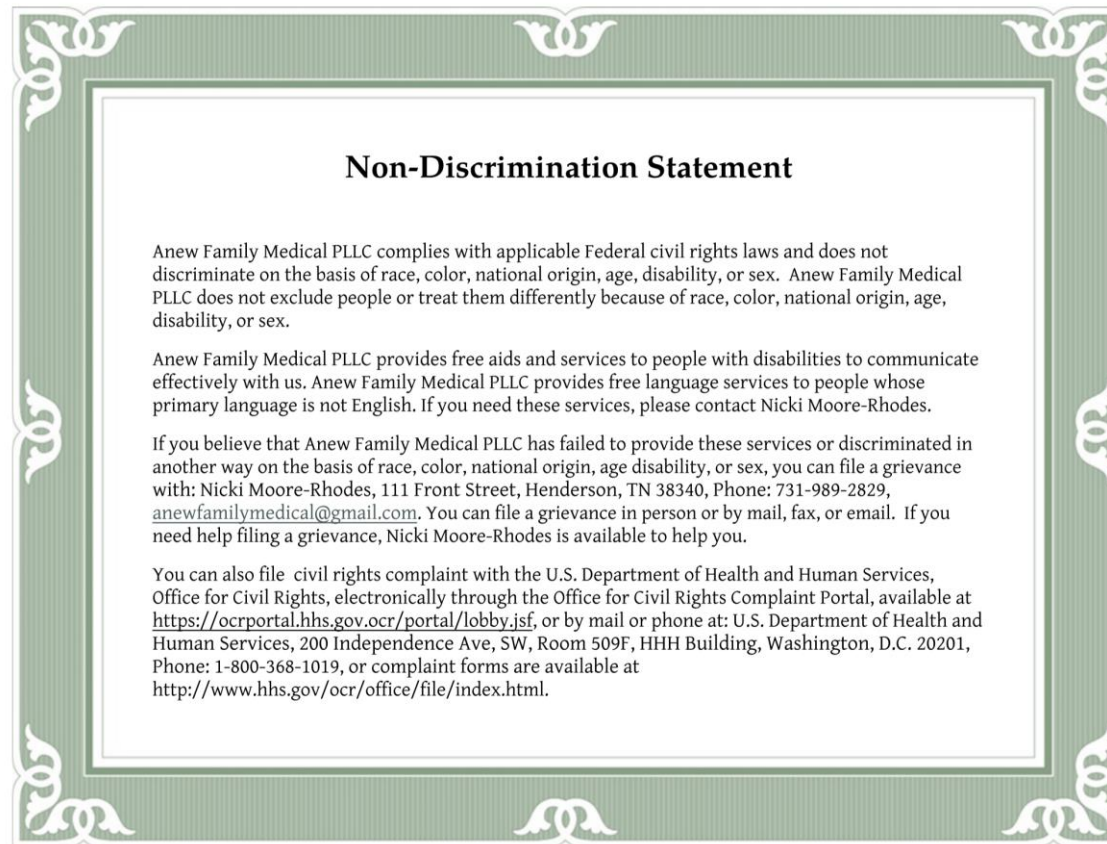 Non-Discrimination Statement
Anew Family Medical PLLC complies with applicable Federal civil rights laws and does not
discriminate on the basis of race, color, national origin, age, disability, or sex.  Anew Family Medical
PLLC does not exclude people or treat them differently because of race, color, national origin, age,
disability, or sex.
Anew Family Medical PLLC provides free aids and services to people with disabilities to communicate
effectively with us. Anew Family Medical PLLC provides free language services to people whose
primary language is not English. If you need these services, please contact Nicki Moore-Rhodes.
If you believe that Anew Family Medical PLLC has failed to provide these services or discriminated in
another way on the basis of race, color, national origin, age disability, or sex, you can file a grievance
with: Nicki Moore-Rhodes, 111 Front Street, Henderson, TN 38340, Phone: 731-989-2829,
anewfamilymedical@gmail.com. You can file a grievance in person or by mail, fax, or email.  If you
need help filing a grievance, Nicki Moore-Rhodes is available to help you.
You can also file  civil rights complaint with the U.S. Department of Health and Human Services,
Office for Civil Rights, electronically through the Office for Civil Rights Complaint Portal, available at
https://ocrportal.hhs.gov.ocr/portal/lobby.jsf, or by mail or phone at: U.S. Department of Health and
Human Services, 200 Independence Ave, SW, Room 509F, HHH Building, Washington, D.C. 20201,
Phone: 1-800-368-1019, or complaint forms are available at
http://www.hhs.gov/ocr/office/file/index.html.